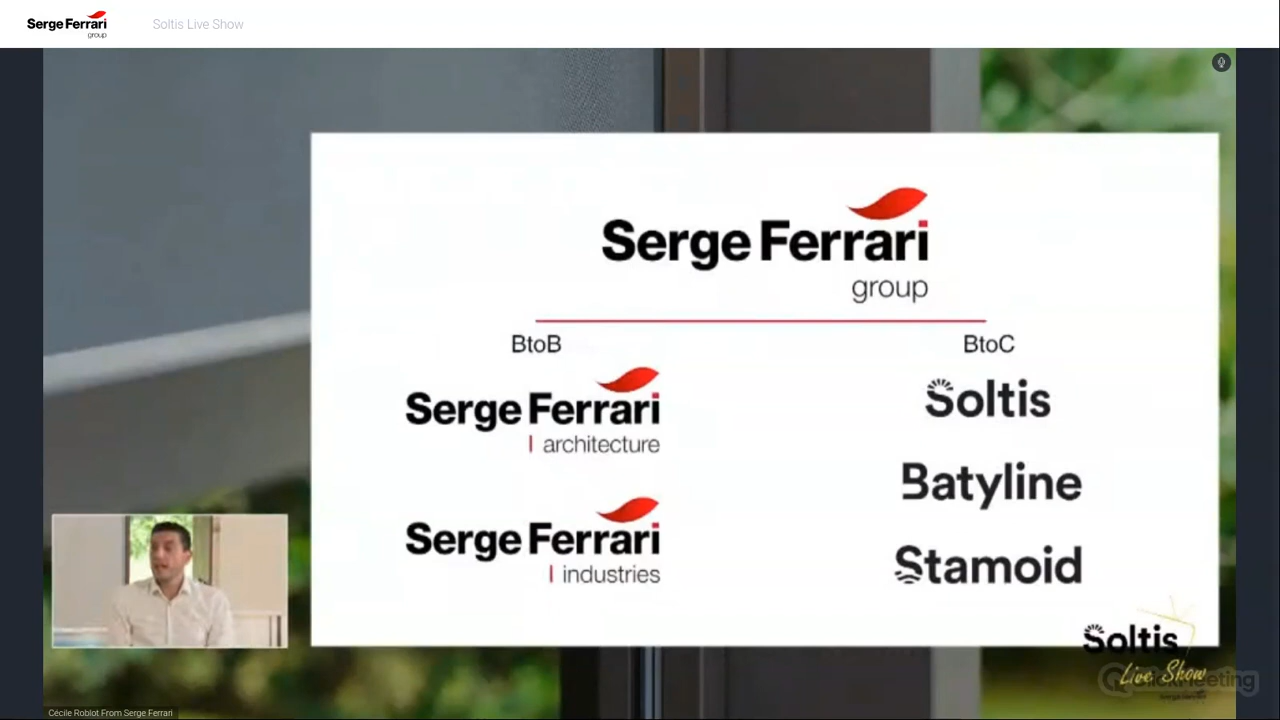 Serge Ferrari
group
Soltis Live Show
Serge Ferrari
group
BtoB
BtoC
Serge Ferrari
| architecture
Serge Ferrari
| industries
Soltis
Batyline
Stamoid
Soltis
Live Show
ClickMeeting
Cécile Roblot From Serge Ferrari